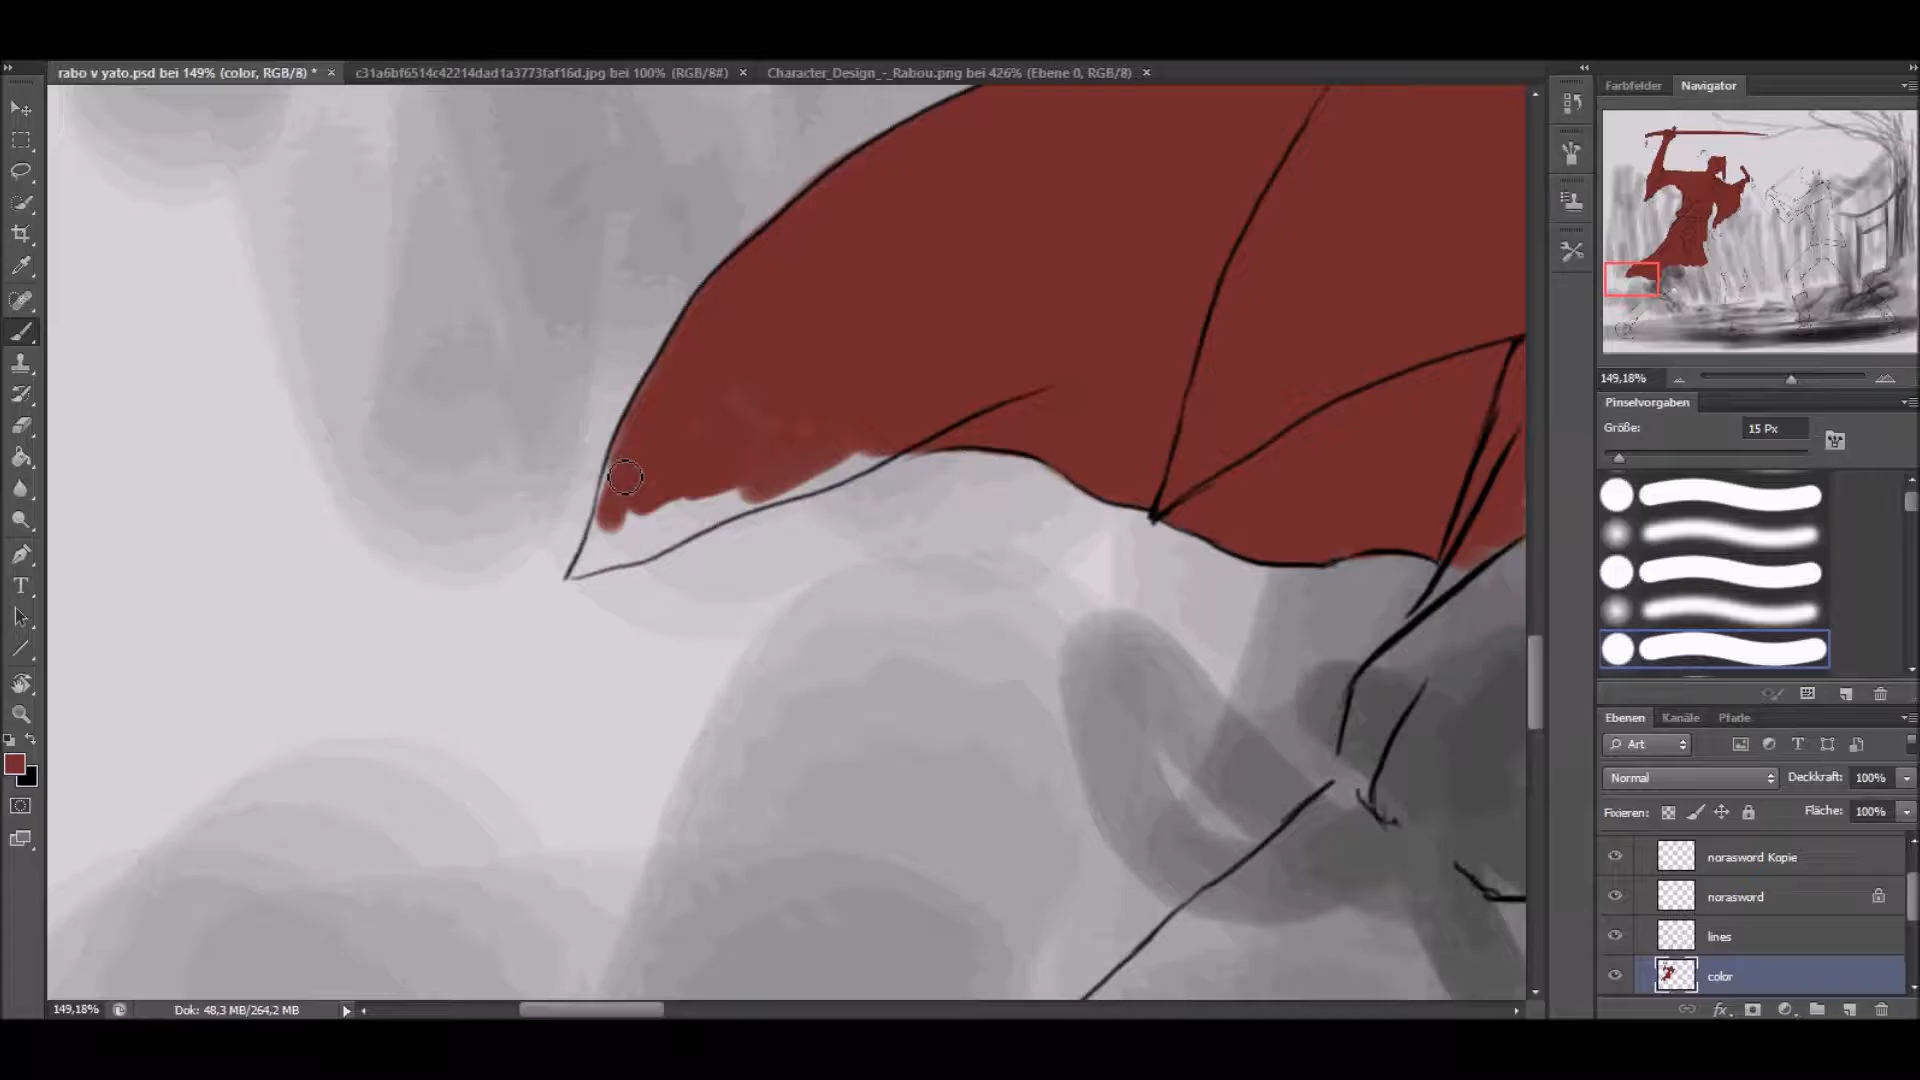 rabo v yato.psd bei 149% (color, RGB/8) * × c31a6bf6514c42214dad1a3773faf16d.jpg bei 100% (RGB/8#) × Character_Design_-_Rabou.png bei 426% (Ebene 0, RGB/8) ×
Farbfelder Navigator
149,18%
Pinselvorgaben
Größe: 15 Px
Ebenen Kanäle Pfade
Art
Normal Deckkraft: 100%
Fixieren: Fläche: 100%
norasword Kopie
norasword
lines
color
149,18% Dok: 48,3 MB/264,2 MB